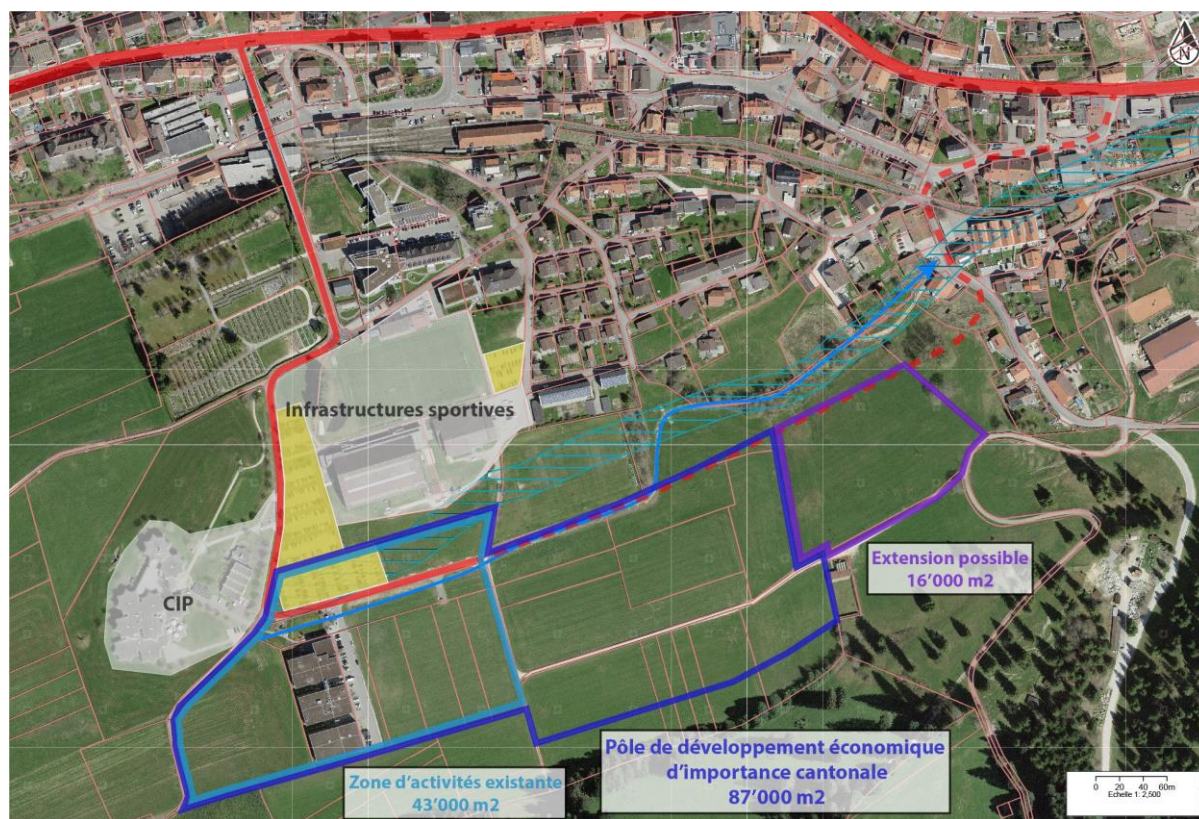 N
Infrastructures sportives
CIP
Extension possible
16’000 m2
Pôle de développement économique
d’importance cantonale
87’000 m2
Zone d’activités existante
43’000 m2
0 20 40 60m
Echelle 1: 2,500